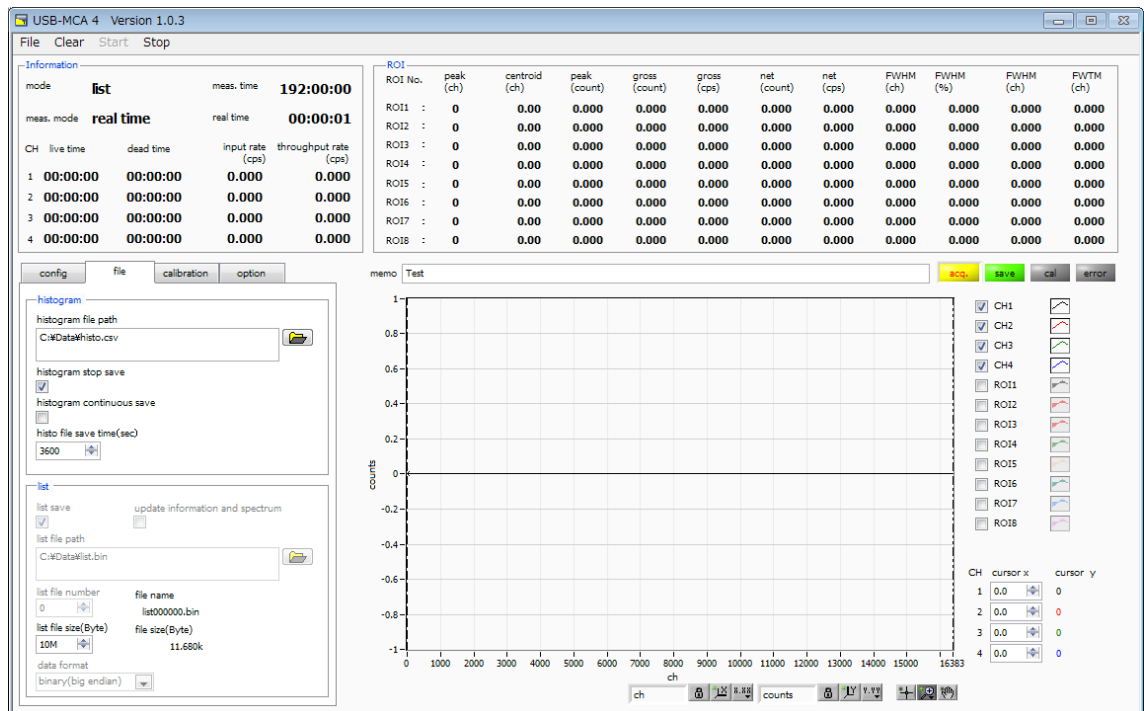 USB-MCA 4 Version 1.0.3
File Clear Start Stop
Information
mode list meas. time 192:00:00
meas. mode real time real time 00:00:01
CH live time dead time input rate (cps) throughput rate (cps)
1 00:00:00 00:00:00 0.000 0.000
2 00:00:00 00:00:00 0.000 0.000
3 00:00:00 00:00:00 0.000 0.000
4 00:00:00 00:00:00 0.000 0.000
ROI
ROI No. peak (ch) centroid (ch) peak (count) gross (count) gross (cps) net (count) net (cps) FWHM (ch) FWHM (%) FWHM (ch) FWTM (ch)
ROI1 : 0 0.00 0.000 0.000 0.000 0.000 0.000 0.000 0.000 0.000 0.000
ROI2 : 0 0.00 0.000 0.000 0.000 0.000 0.000 0.000 0.000 0.000 0.000
ROI3 : 0 0.00 0.000 0.000 0.000 0.000 0.000 0.000 0.000 0.000 0.000
ROI4 : 0 0.00 0.000 0.000 0.000 0.000 0.000 0.000 0.000 0.000 0.000
ROI5 : 0 0.00 0.000 0.000 0.000 0.000 0.000 0.000 0.000 0.000 0.000
ROI6 : 0 0.00 0.000 0.000 0.000 0.000 0.000 0.000 0.000 0.000 0.000
ROI7 : 0 0.00 0.000 0.000 0.000 0.000 0.000 0.000 0.000 0.000 0.000
ROI8 : 0 0.00 0.000 0.000 0.000 0.000 0.000 0.000 0.000 0.000 0.000
config file calibration option
histogram
histogram file path
C:¥Data¥histo.csv
histogram stop save
histogram continuous save
histo file save time(sec)
3600
list
list save update information and spectrum
list file path
C:¥Data¥list.bin
list file number file name
0 list000000.bin
list file size(Byte) file size(Byte)
10M 11.680k
data format
binary(big endian)
memo Test acq. save cal error
counts
1
0.8
0.6
0.4
0.2
0
-0.2
-0.4
-0.6
-0.8
-1
0 1000 2000 3000 4000 5000 6000 7000 8000 9000 10000 11000 12000 13000 14000 15000 16383
ch
ch X X.XX counts Y Y.YY
CH1
CH2
CH3
CH4
ROI1
ROI2
ROI3
ROI4
ROI5
ROI6
ROI7
ROI8
CH cursor x cursor y
1 0.0 0
2 0.0 0
3 0.0 0
4 0.0 0